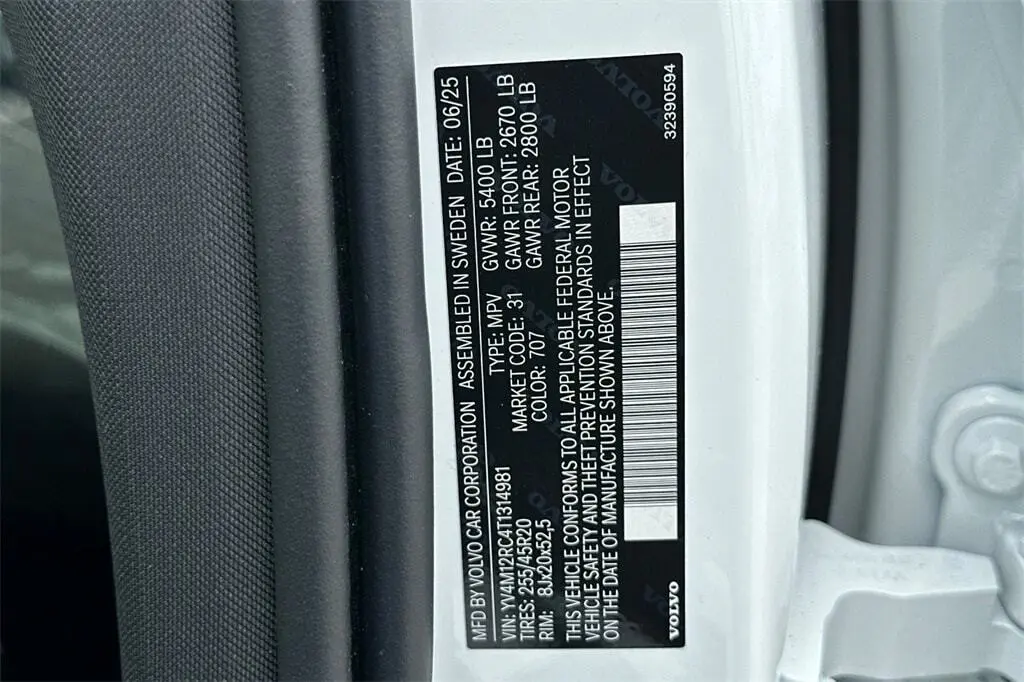 MFD BY VOLVO CAR CORPORATION ASSEMBLED IN SWEDEN DATE: 06/25
VIN: YV4M12RC4T1314981 TYPE: MPV GVWR: 5400 LB
TIRES: 255/45R20 MARKET CODE: 31 GAWR FRONT: 2670 LB
RIM: 8Jx20x52,5 COLOR: 707 GAWR REAR: 2800 LB
THIS VEHICLE CONFORMS TO ALL APPLICABLE FEDERAL MOTOR
VEHICLE SAFETY AND THEFT PREVENTION STANDARDS IN EFFECT
ON THE DATE OF MANUFACTURE SHOWN ABOVE.
VOLVO 32390594